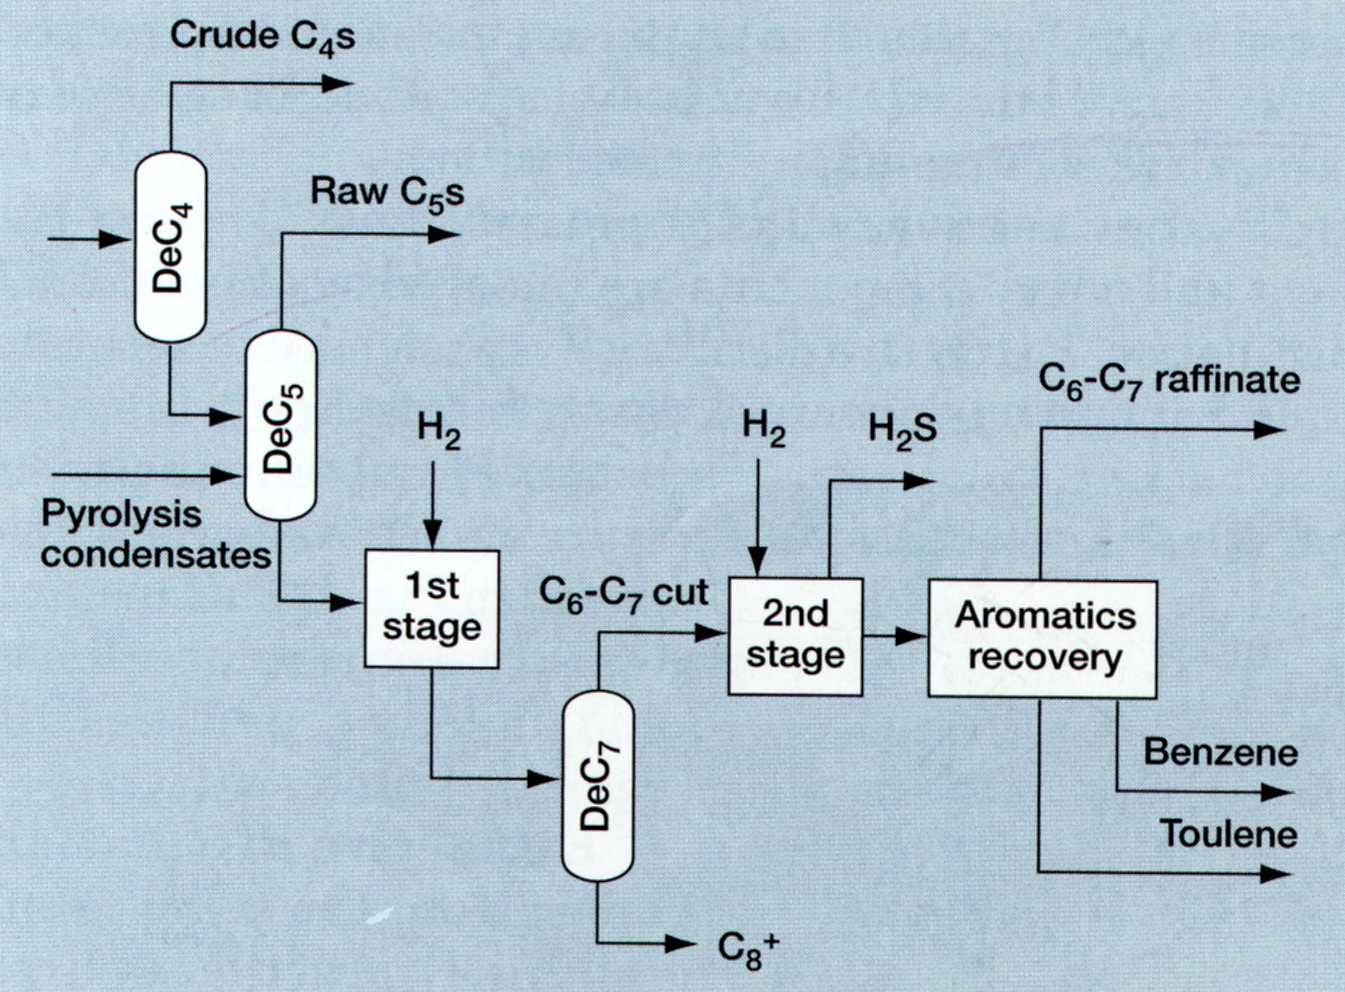 Crude C₄s
DeC₄
Raw C₅s
DeC₅
Pyrolysis
condensates
H₂
1st
stage
C₆-C₇ cut
DeC₇
C₈⁺
H₂
H₂S
2nd
stage
Aromatics
recovery
C₆-C₇ raffinate
Benzene
Toulene